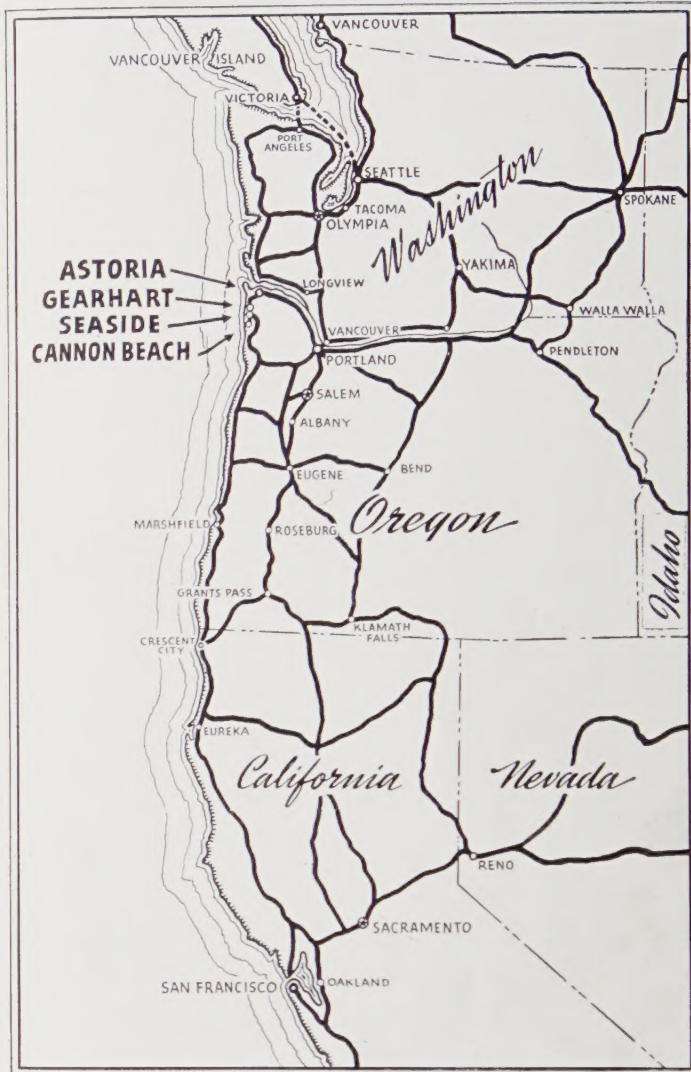 VANCOUVER
VANCOUVER ISLAND
VICTORIA
PORT
ANGELES
SEATTLE
Washington
SPOKANE
TACOMA
OLYMPIA
ASTORIA
GEARHART
SEASIDE
CANNON BEACH
LONGVIEW
YAKIMA
WALLA WALLA
VANCOUVER
PORTLAND
PENDLETON
SALEM
ALBANY
EUGENE
BEND
Oregon
MARSHFIELD
ROSEBURG
Idaho
GRANTS PASS
KLAMATH
FALLS
CRESCENT
CITY
EUREKA
California
Nevada
RENO
SACRAMENTO
SAN FRANCISCO
OAKLAND